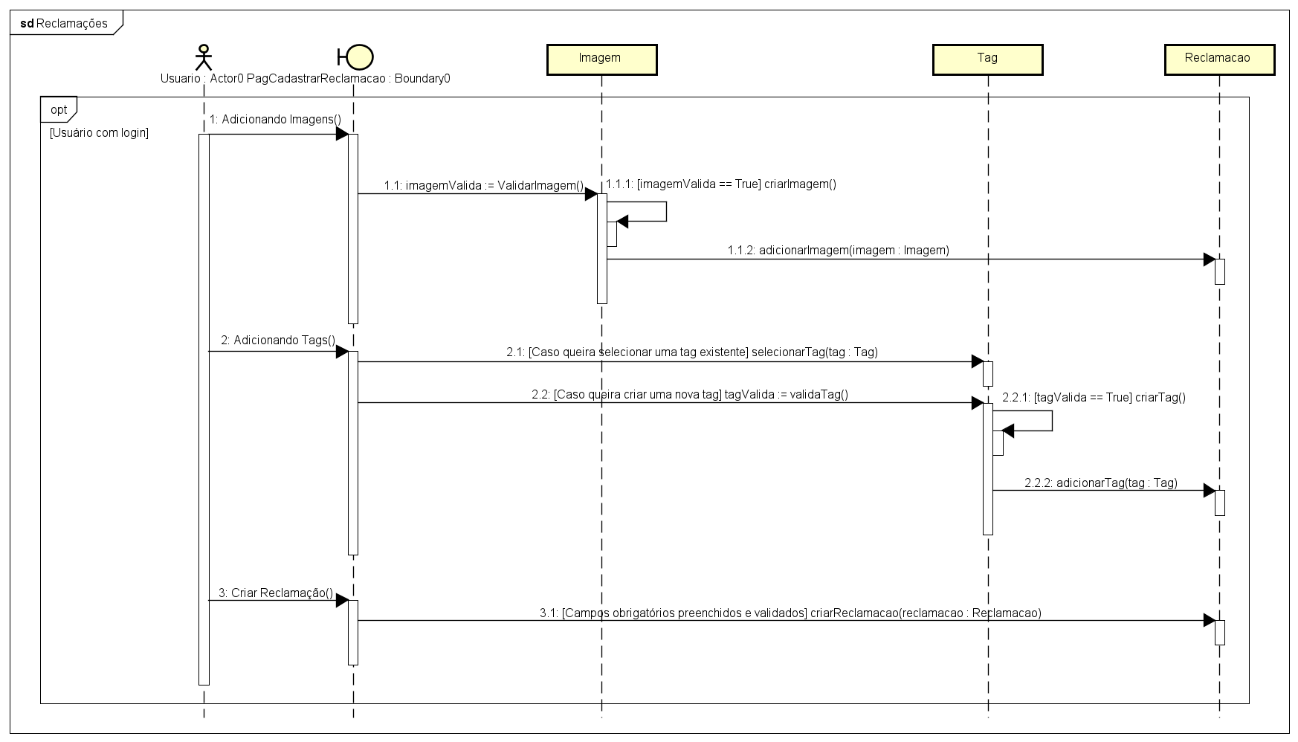 sd Reclamações
Usuario : Actor0 PagCadastrarReclamacao : Boundary0
Imagem
Tag
Reclamacao
opt
[Usuário com login]
1: Adicionando Imagens()
1.1: imagemValida := ValidarImagem()
1.1.1: [imagemValida == True] criarImagem()
1.1.2: adicionarImagem(imagem : Imagem)
2: Adicionando Tags()
2.1: [Caso queira selecionar uma tag existente] selecionarTag(tag : Tag)
2.2: [Caso queira criar uma nova tag] tagValida := validaTag()
2.2.1: [tagValida == True] criarTag()
2.2.2: adicionarTag(tag : Tag)
3: Criar Reclamação()
3.1: [Campos obrigatórios preenchidos e validados] criarReclamacao(reclamacao : Reclamacao)